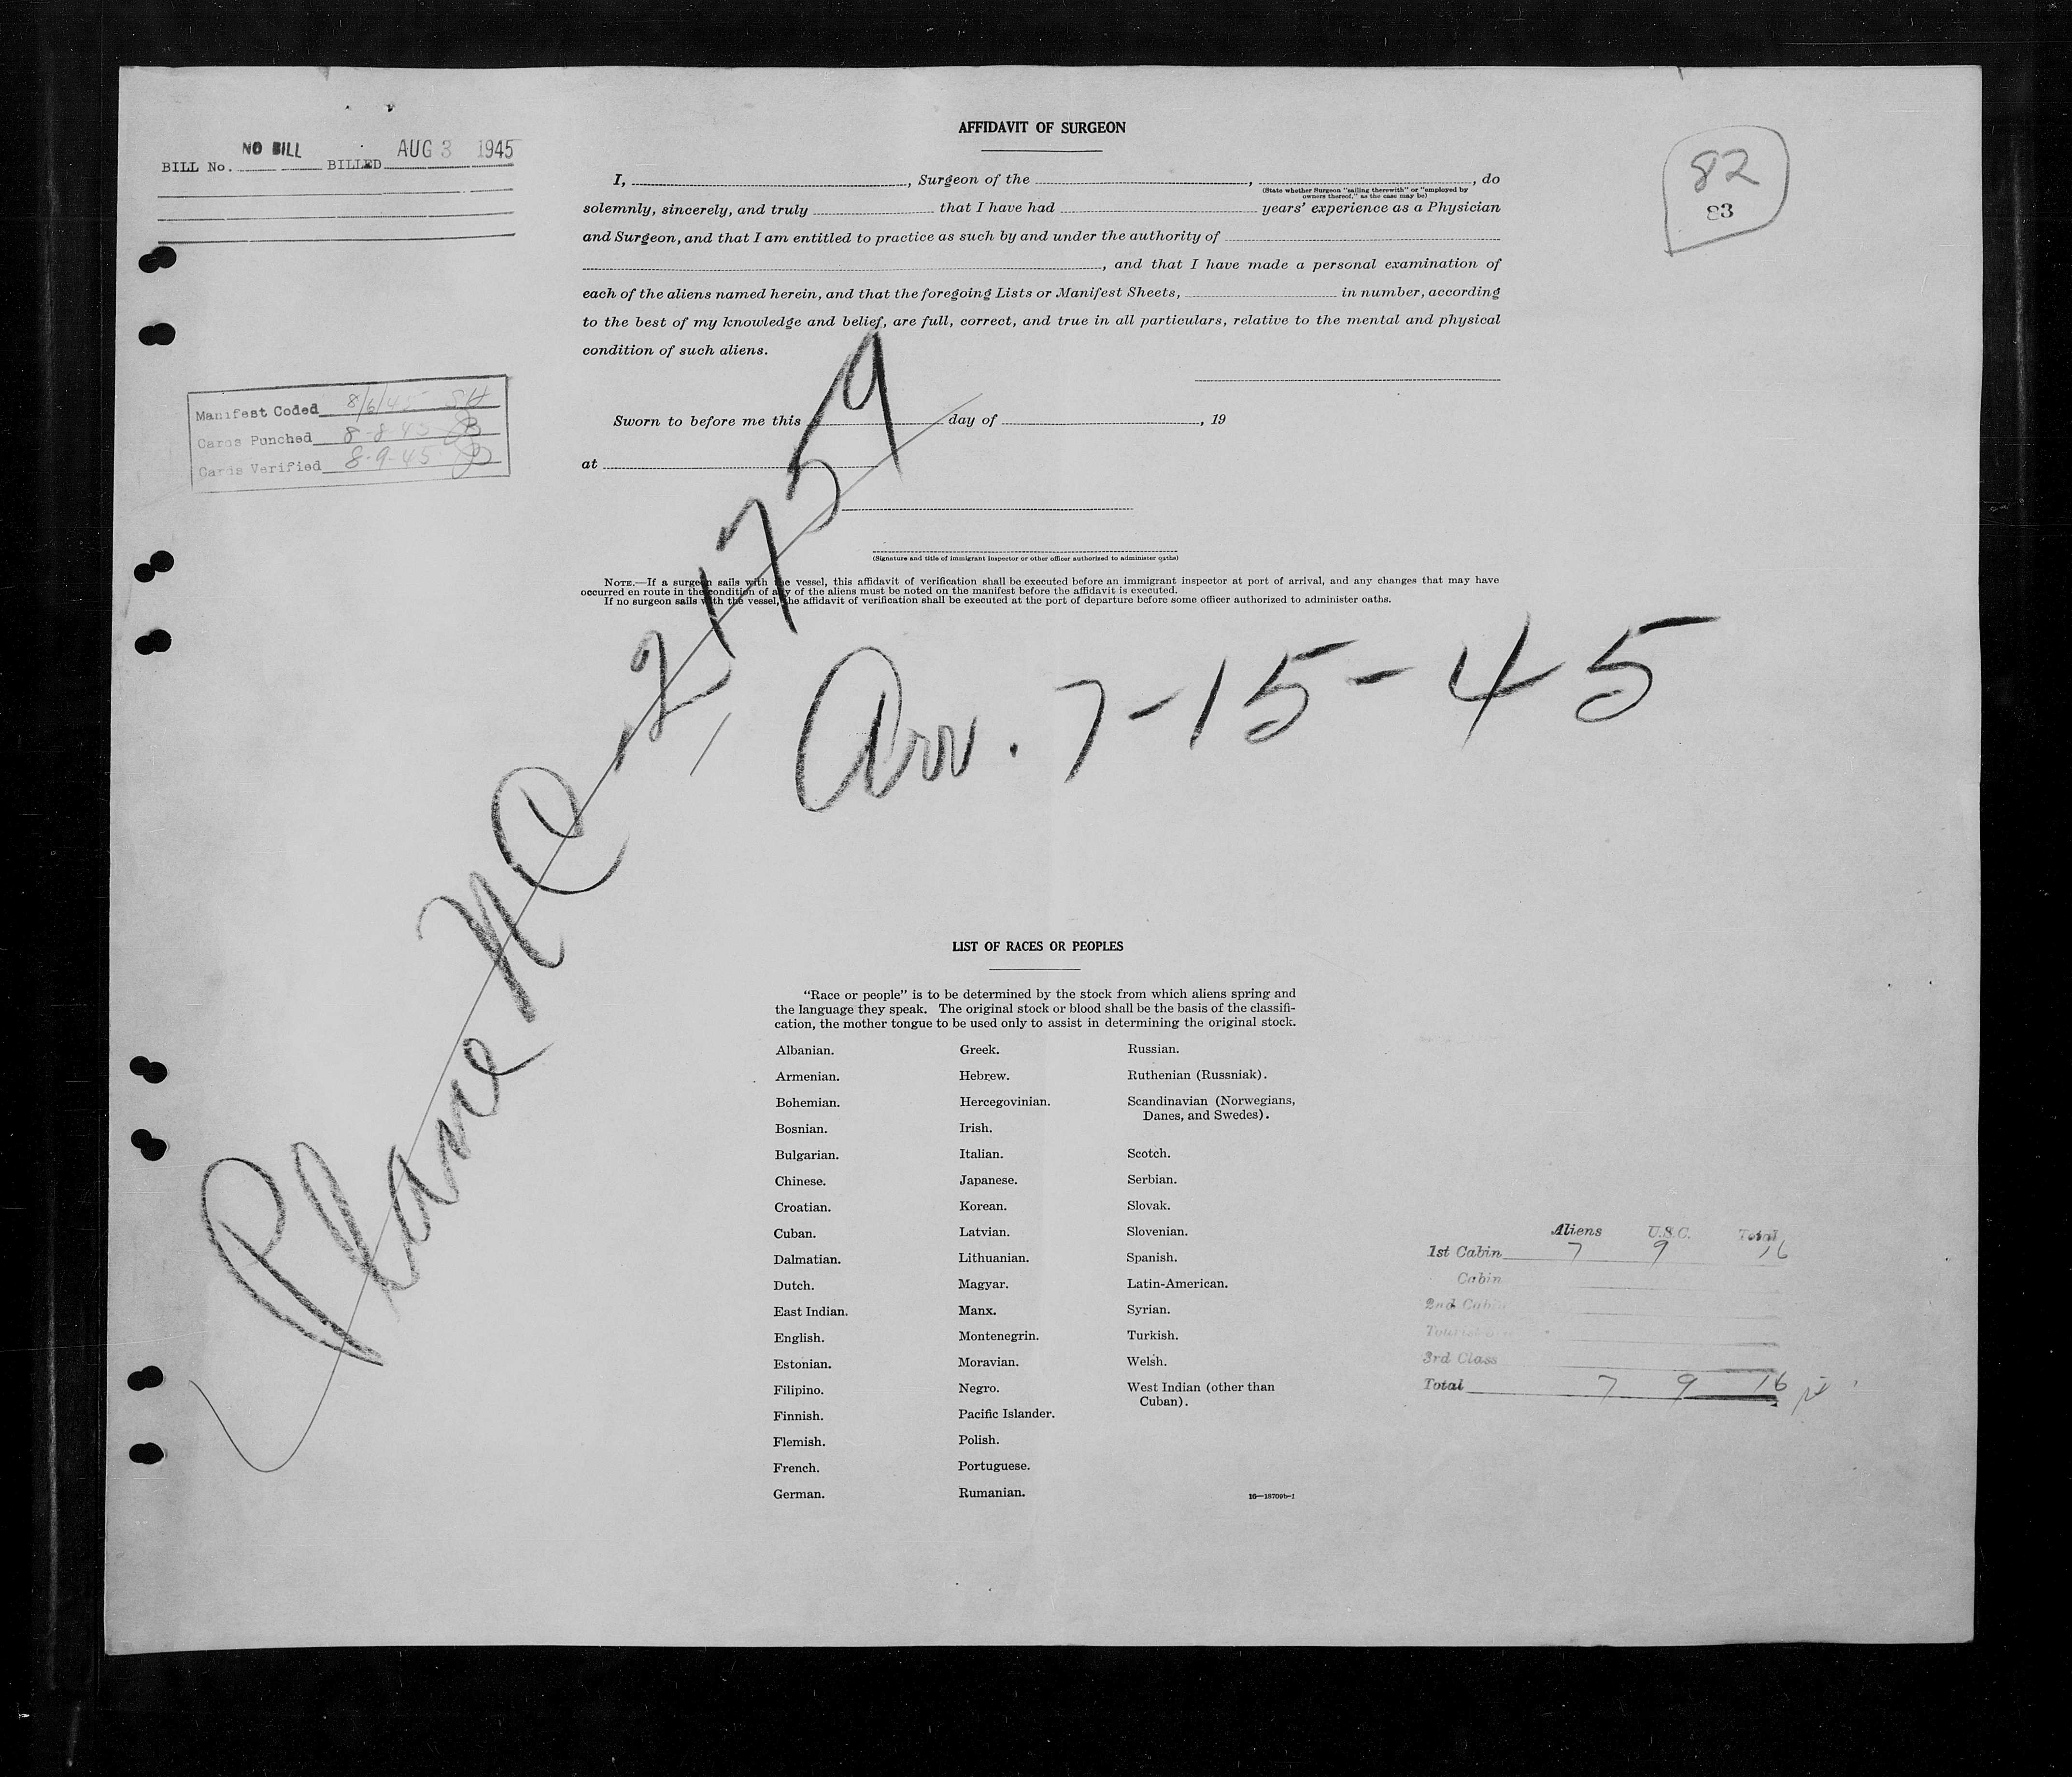 BILL No. NO BILL BILLED AUG 3 1945
82
83
Manifest Coded 8/6/45 SH
Cards Punched 8-8-45
Cards Verified 8-9-45
AFFIDAVIT OF SURGEON
I, , Surgeon of the , , do
(State whether Surgeon "sailing therewith" or "employed by owners thereof," as the case may be)
solemnly, sincerely, and truly that I have had years' experience as a Physician
and Surgeon, and that I am entitled to practice as such by and under the authority of
, and that I have made a personal examination of
each of the aliens named herein, and that the foregoing Lists or Manifest Sheets, in number, according
to the best of my knowledge and belief, are full, correct, and true in all particulars, relative to the mental and physical
condition of such aliens.
Sworn to before me this day of , 19
at
(Signature and title of immigrant inspector or other officer authorized to administer oaths)
NOTE.—If a surgeon sails with the vessel, this affidavit of verification shall be executed before an immigrant inspector at port of arrival, and any changes that may have
occurred en route in the condition of any of the aliens must be noted on the manifest before the affidavit is executed.
If no surgeon sails with the vessel, the affidavit of verification shall be executed at the port of departure before some officer authorized to administer oaths.
Plane NC-21759
Arr. 7-15-45
LIST OF RACES OR PEOPLES
"Race or people" is to be determined by the stock from which aliens spring and
the language they speak. The original stock or blood shall be the basis of the classifi-
cation, the mother tongue to be used only to assist in determining the original stock.
Albanian.
Armenian.
Bohemian.
Bosnian.
Bulgarian.
Chinese.
Croatian.
Cuban.
Dalmatian.
Dutch.
East Indian.
English.
Estonian.
Filipino.
Finnish.
Flemish.
French.
German.
Greek.
Hebrew.
Hercegovinian.
Irish.
Italian.
Japanese.
Korean.
Latvian.
Lithuanian.
Magyar.
Manx.
Montenegrin.
Moravian.
Negro.
Pacific Islander.
Polish.
Portuguese.
Rumanian.
Russian.
Ruthenian (Russniak).
Scandinavian (Norwegians,
Danes, and Swedes).
Scotch.
Serbian.
Slovak.
Slovenian.
Spanish.
Latin-American.
Syrian.
Turkish.
Welsh.
West Indian (other than
Cuban).
16—18709b-1
Aliens U.S.C. Total
1st Cabin 7 9 16
Cabin
2nd Cabin
Tourist
3rd Class
Total 7 9 16